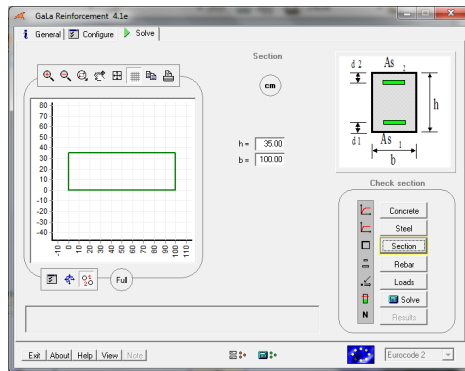 GaLa Reinforcement 4.1e
General Configure Solve
Section
cm
h = 35.00
b = 100.00
80
70
60
50
40
30
20
10
0
-10
-20
-30
-40
-10 0 10 20 30 40 50 60 70 80 90 100 110
Full
d 2 As 2
h
d1 As 1
b
Check section
Concrete
Steel
Section
Rebar
Loads
Solve
N Results
Exit About Help View Note
Eurocode 2